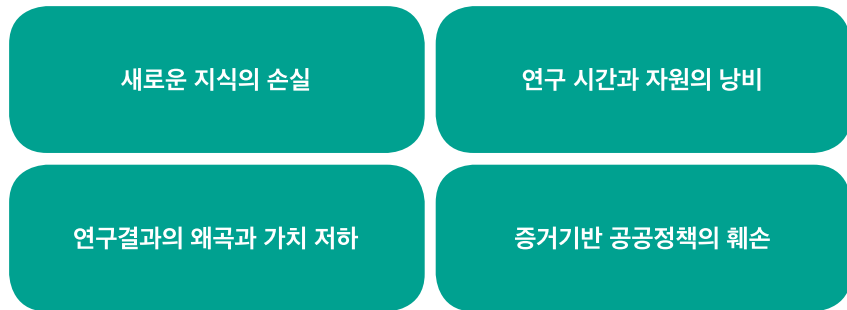 새로운 지식의 손실
연구 시간과 자원의 낭비
연구결과의 왜곡과 가치 저하
증거기반 공공정책의 훼손